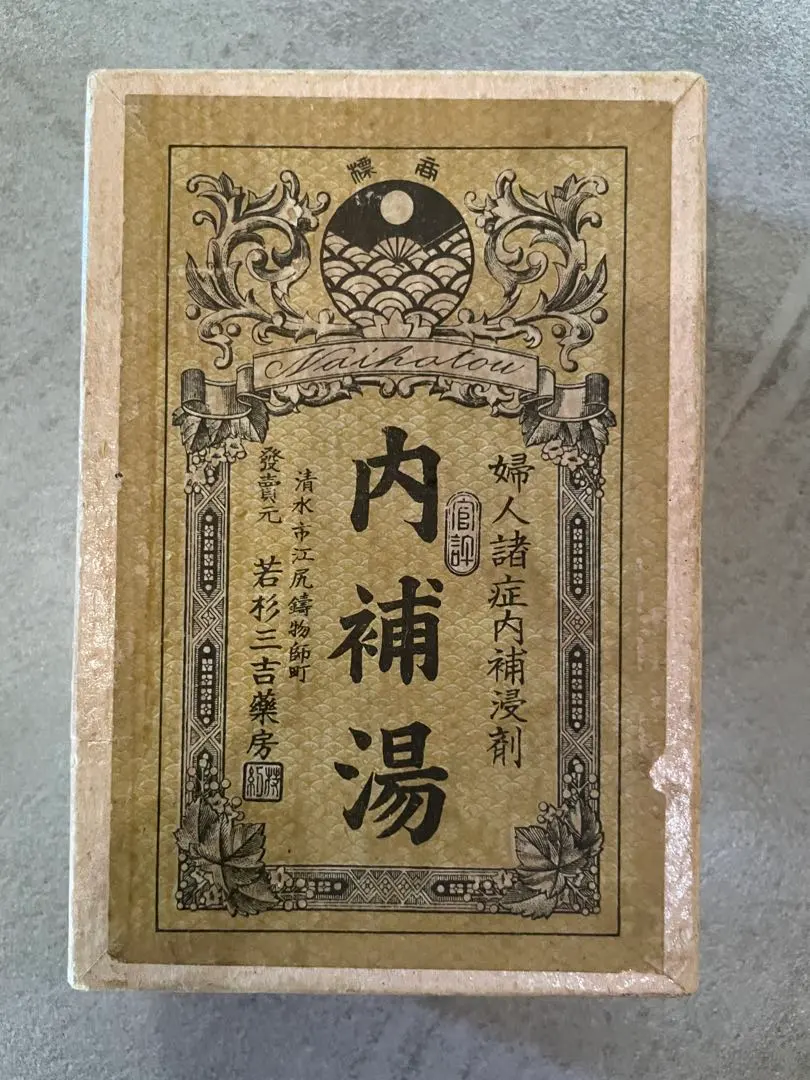 商標
Naihotou
婦人諸症内補浸剤
官許
内補湯
清水市江尻鑄物師町
發賣元 若杉三吉藥房